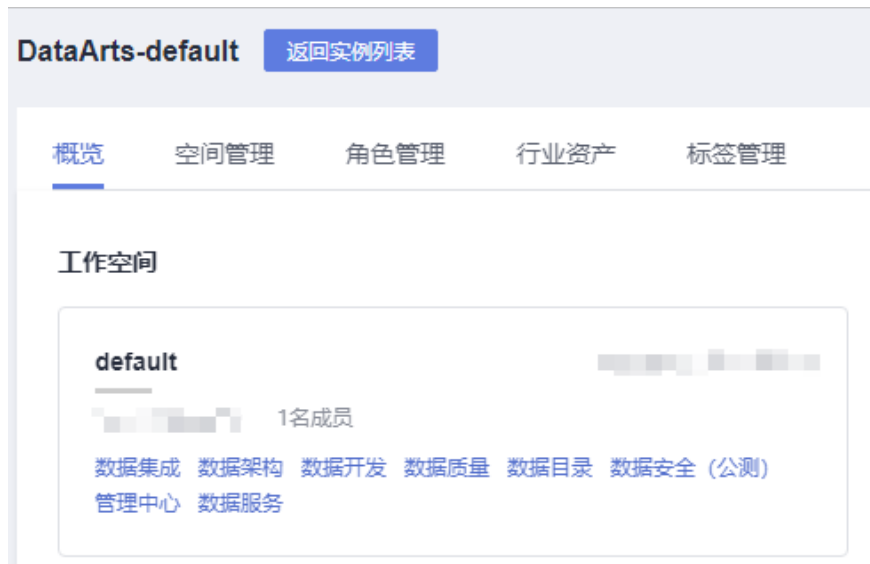 DataArts-default 返回实例列表
概览 空间管理 角色管理 行业资产 标签管理
工作空间
default
1名成员
数据集成 数据架构 数据开发 数据质量 数据目录 数据安全（公测）
管理中心 数据服务